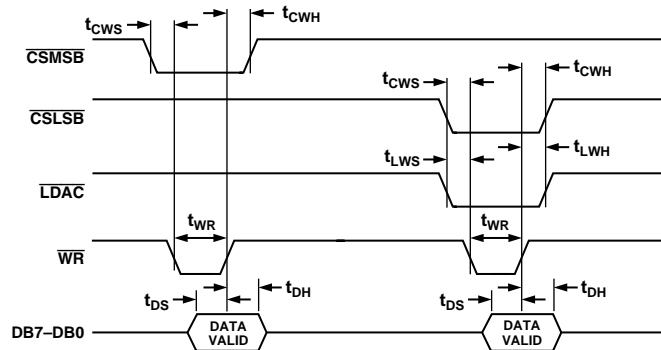 tCWS
tCWH
CSMSB
tCWS
tCWH
CSLSB
tLWS
tLWH
LDAC
tWR
tWR
WR
tDS
tDH
tDS
tDH
DB7–DB0
DATA
VALID
DATA
VALID